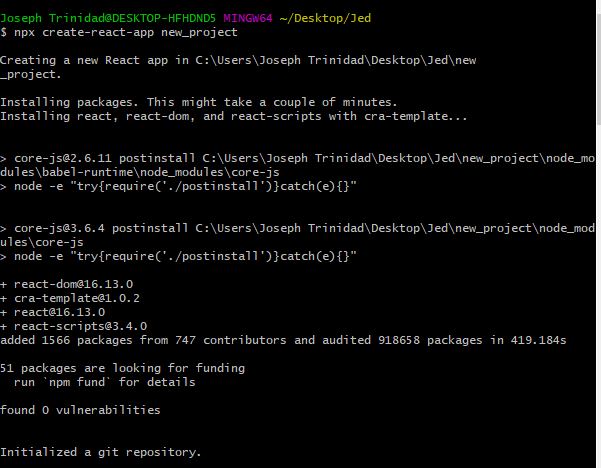 Joseph Trinidad@DESKTOP-HFHDND5 MINGW64 ~/Desktop/Jed
$ npx create-react-app new_project
Creating a new React app in C:\Users\Joseph Trinidad\Desktop\Jed\new
_project.
Installing packages. This might take a couple of minutes.
Installing react, react-dom, and react-scripts with cra-template...
> core-js@2.6.11 postinstall C:\Users\Joseph Trinidad\Desktop\Jed\new_project\node_mo
dules\babel-runtime\node_modules\core-js
> node -e "try{require('./postinstall')}catch(e){}"
> core-js@3.6.4 postinstall C:\Users\Joseph Trinidad\Desktop\Jed\new_project\node_mod
ules\core-js
> node -e "try{require('./postinstall')}catch(e){}"
+ react-dom@16.13.0
+ cra-template@1.0.2
+ react@16.13.0
+ react-scripts@3.4.0
added 1566 packages from 747 contributors and audited 918658 packages in 419.184s
51 packages are looking for funding
run `npm fund` for details
found 0 vulnerabilities
Initialized a git repository.